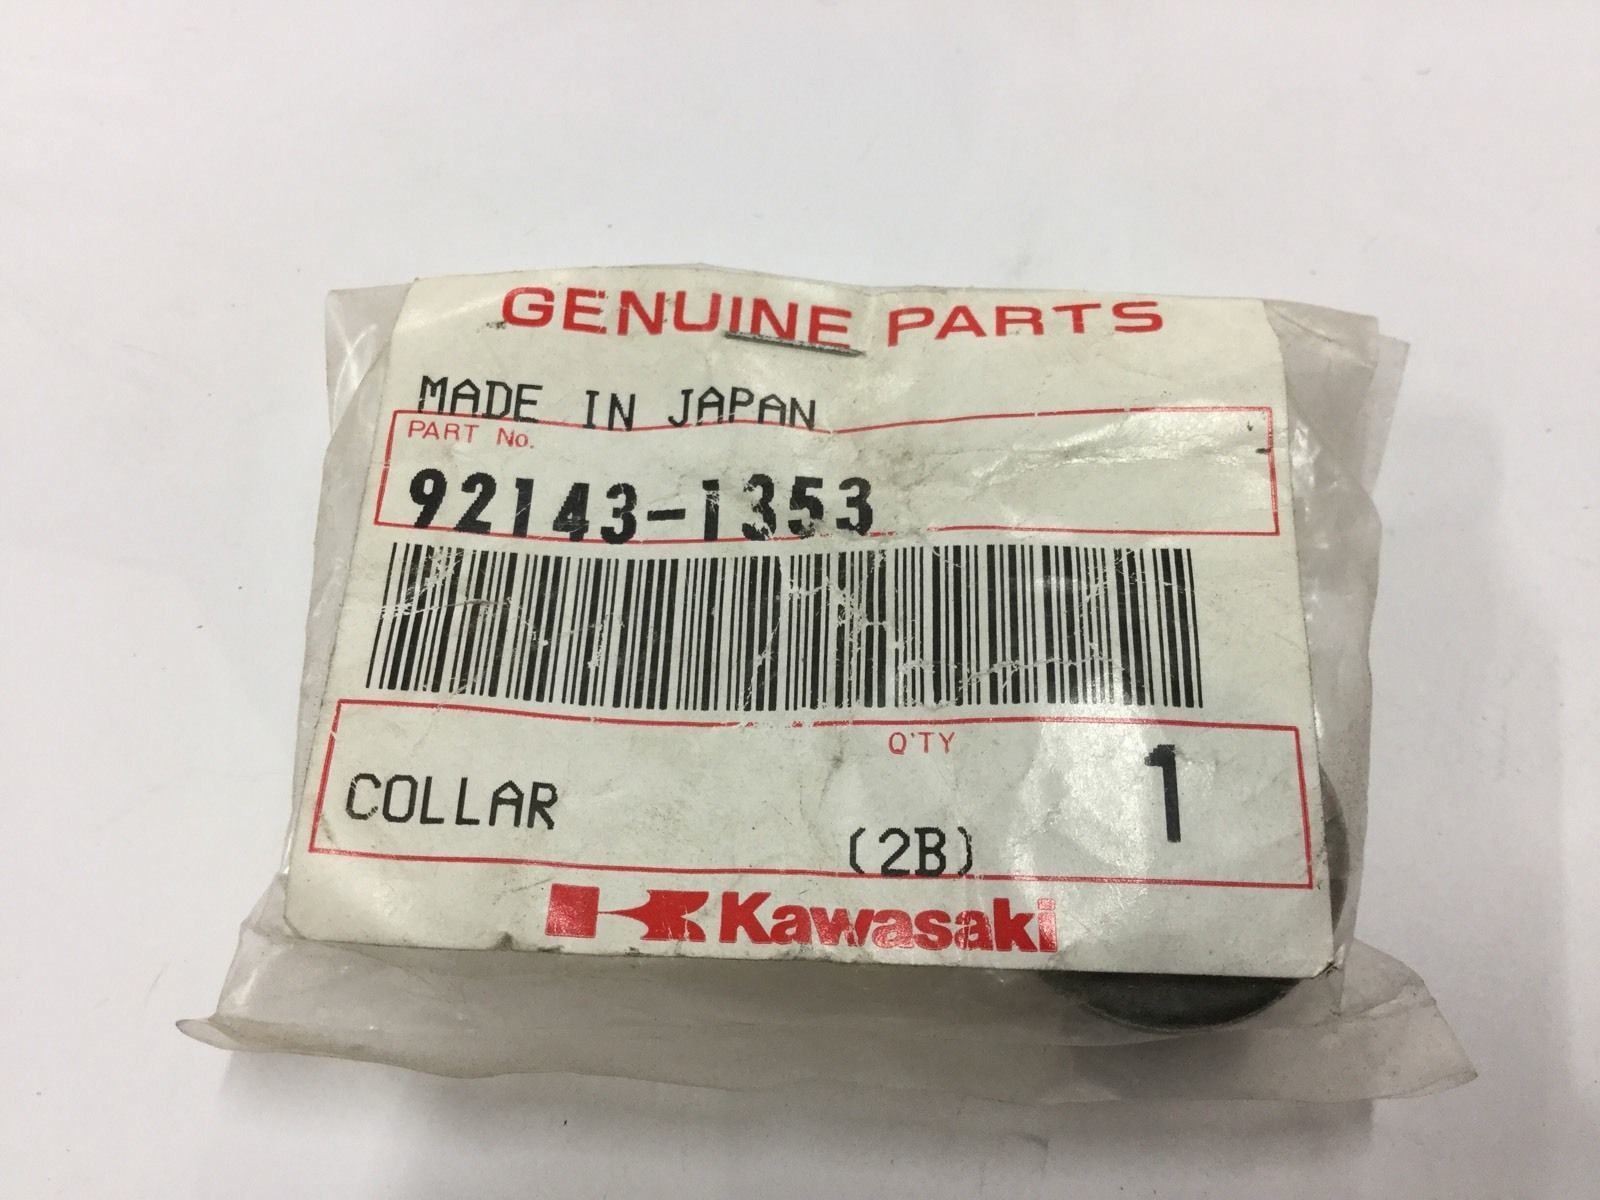 GENUINE PARTS
MADE IN JAPAN
PART No.
92143-1353
Q'TY
COLLAR
(2B)
1
Kawasaki